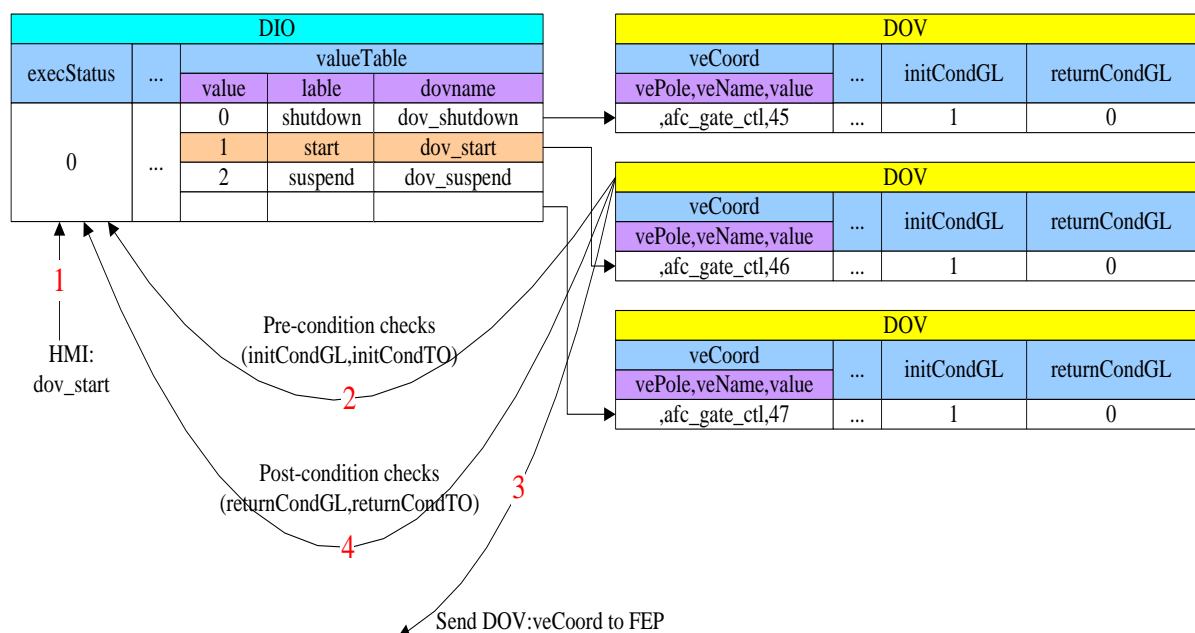 DIO
execStatus ... valueTable
value lable dovname
0 ... 0 shutdown dov_shutdown
1 start dov_start
2 suspend dov_suspend
DOV
veCoord ... initCondGL returnCondGL
vePole,veName,value
,afc_gate_ctl,45 ... 1 0
DOV
veCoord ... initCondGL returnCondGL
vePole,veName,value
,afc_gate_ctl,46 ... 1 0
DOV
veCoord ... initCondGL returnCondGL
vePole,veName,value
,afc_gate_ctl,47 ... 1 0
1
HMI:
dov_start
Pre-condition checks
(initCondGL,initCondTO)
2
Post-condition checks
(returnCondGL,returnCondTO)
3
4
Send DOV:veCoord to FEP